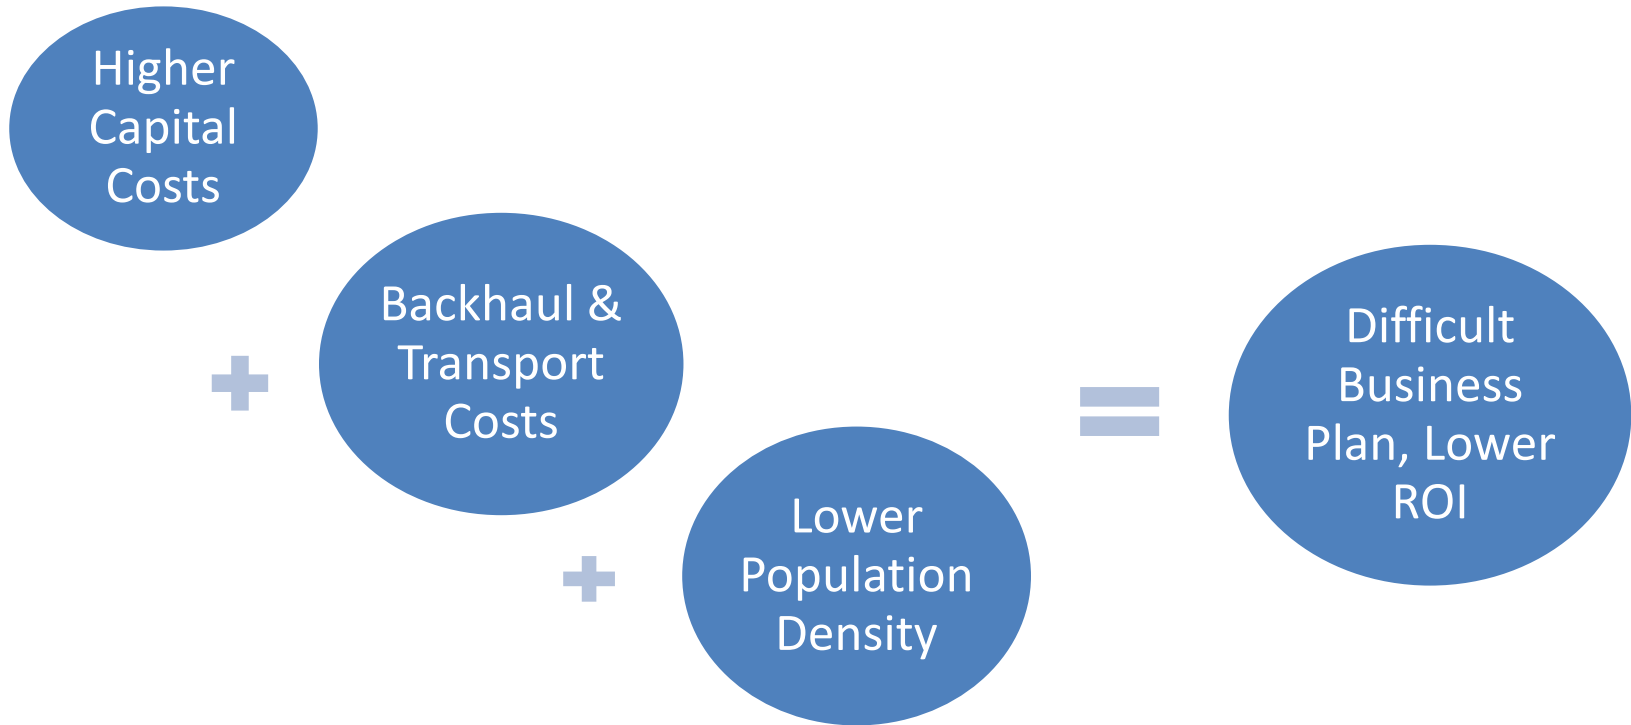 Higher
Capital
Costs
Backhaul &
Transport
Costs
Lower
Population
Density
Difficult
Business
Plan, Lower
ROI